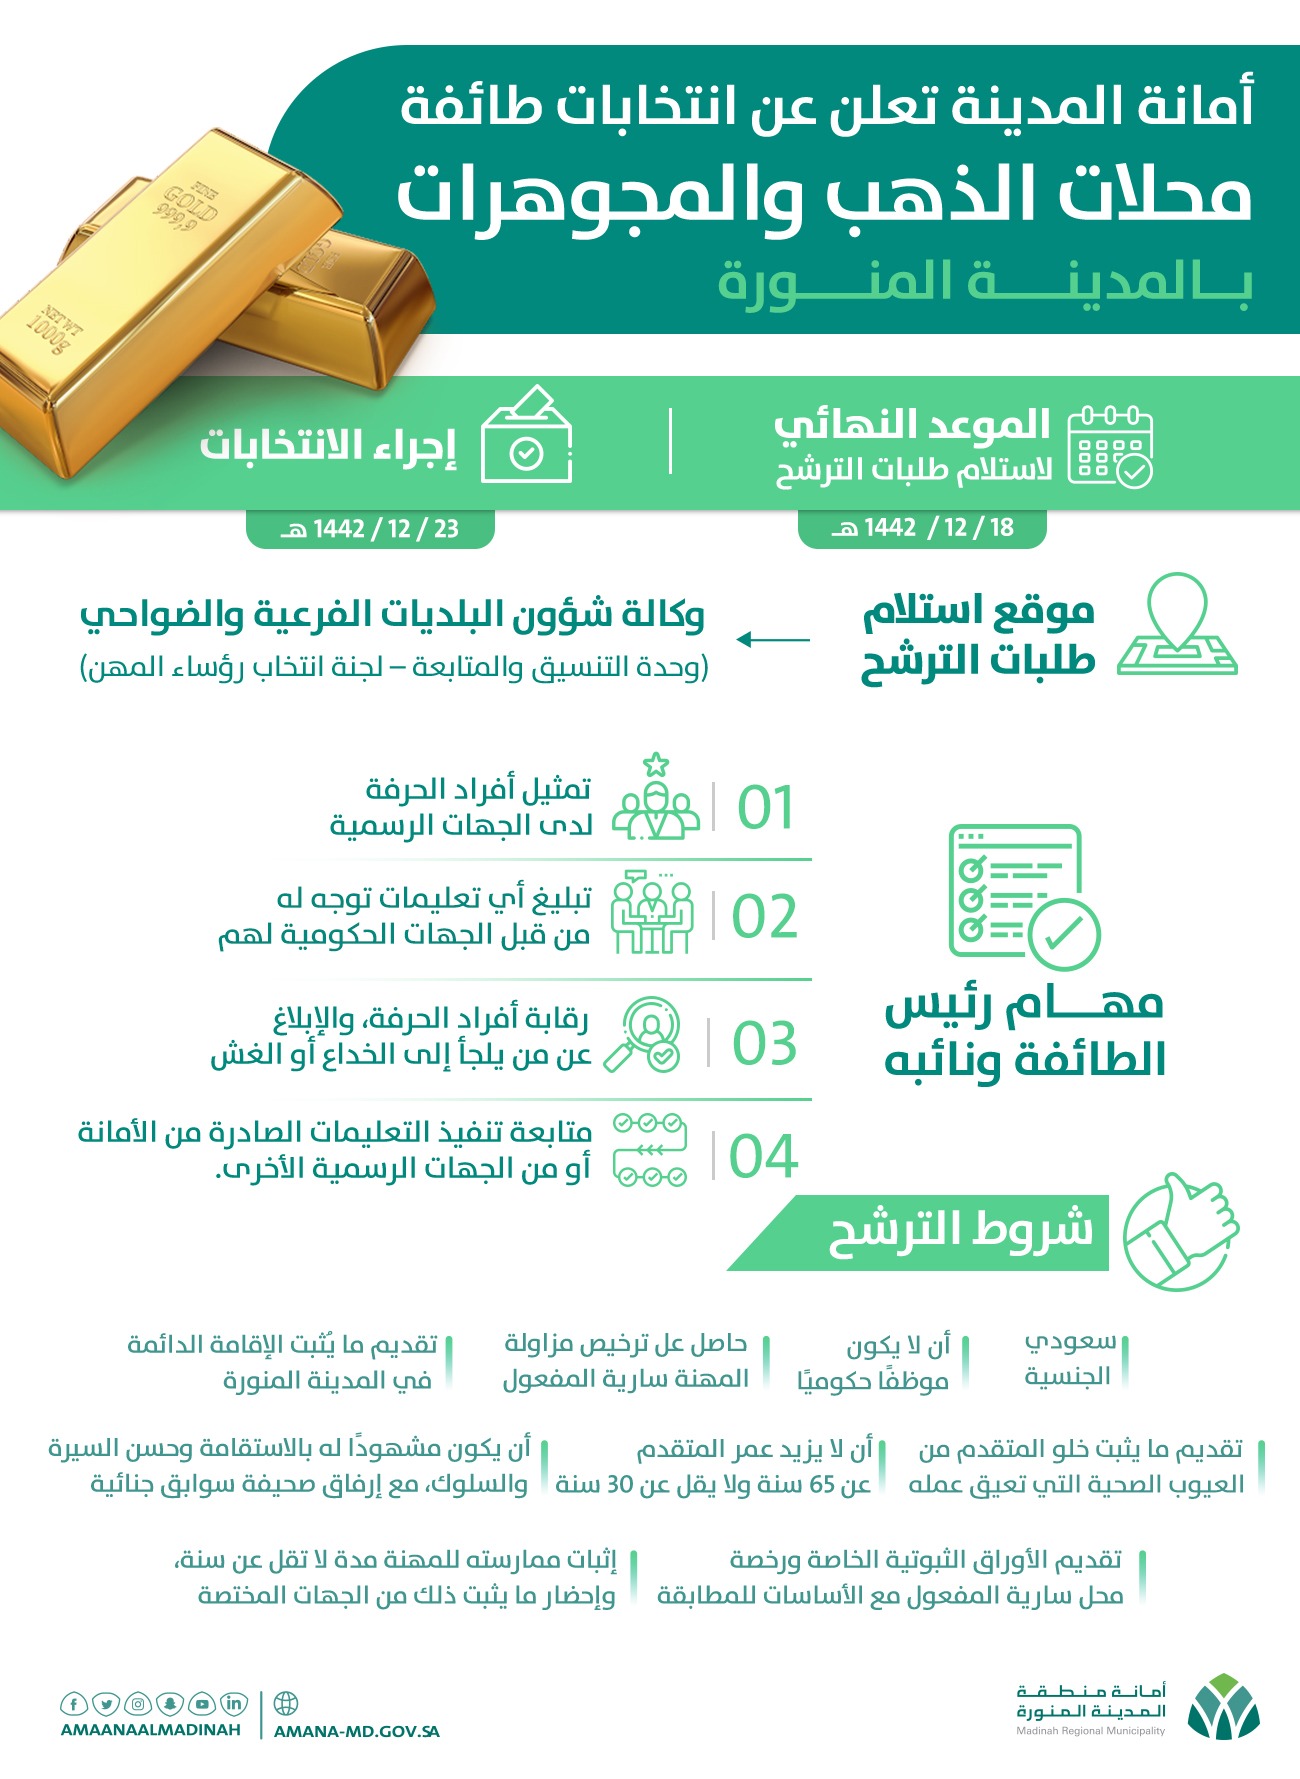 أمانة المدينة تعلن عن انتخابات طائفة
محلات الذهب والمجوهرات
بالمدينة المنورة
FINE
GOLD
999,9
NET WT
1000g
الموعد النهائي
لاستلام طلبات الترشح
18 / 12 / 1442 هـ
إجراء الانتخابات
23 / 12 / 1442 هـ
موقع استلام
طلبات الترشح
وكالة شؤون البلديات الفرعية والضواحي
(وحدة التنسيق والمتابعة – لجنة انتخاب رؤساء المهن)
مهام رئيس
الطائفة ونائبه
01
تمثيل أفراد الحرفة
لدى الجهات الرسمية
02
تبليغ أي تعليمات توجه له
من قبل الجهات الحكومية لهم
03
رقابة أفراد الحرفة، والإبلاغ
عن من يلجأ إلى الخداع أو الغش
04
متابعة تنفيذ التعليمات الصادرة من الأمانة
أو من الجهات الرسمية الأخرى.
شروط الترشح
سعودي
الجنسية
أن لا يكون
موظفًا حكوميًا
حاصل عل ترخيص مزاولة
المهنة سارية المفعول
تقديم ما يُثبت الإقامة الدائمة
في المدينة المنورة
تقديم ما يثبت خلو المتقدم من
العيوب الصحية التي تعيق عمله
أن لا يزيد عمر المتقدم
عن 65 سنة ولا يقل عن 30 سنة
أن يكون مشهودًا له بالاستقامة وحسن السيرة
والسلوك، مع إرفاق صحيفة سوابق جنائية
تقديم الأوراق الثبوتية الخاصة ورخصة
محل سارية المفعول مع الأساسات للمطابقة
إثبات ممارسته للمهنة مدة لا تقل عن سنة،
وإحضار ما يثبت ذلك من الجهات المختصة
أمانة منطقة
المدينة المنورة
Madinah Regional Municipality
AMANA-MD.GOV.SA
AMAANAALMADINAH